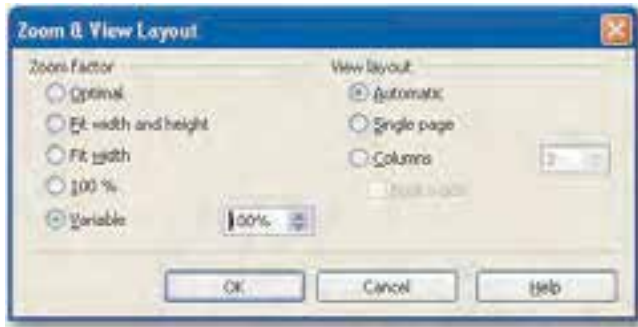 Zoom & View Layout
Zoom factor
Optimal
Fit width and height
Fit width
100 %
Variable
100%
View layout
Automatic
Single page
Columns
OK
Cancel
Help